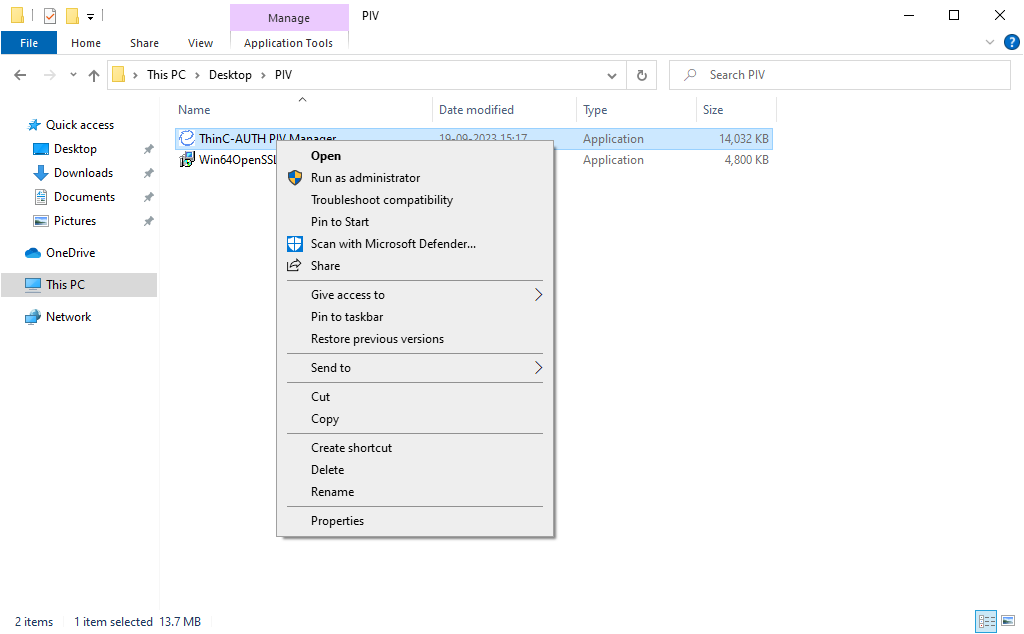 Manage
PIV
File
Home
Share
View
Application Tools
This PC
Desktop
PIV
Search PIV
Name
Date modified
Type
Size
Quick access
Desktop
Downloads
Documents
Pictures
OneDrive
This PC
Network
ThinC-AUTH PIV Manager
19-09-2023 15:17
Application
14,032 KB
Win64OpenSSL
Application
4,800 KB
Open
Run as administrator
Troubleshoot compatibility
Pin to Start
Scan with Microsoft Defender...
Share
Give access to
Pin to taskbar
Restore previous versions
Send to
Cut
Copy
Create shortcut
Delete
Rename
Properties
2 items
1 item selected 13.7 MB